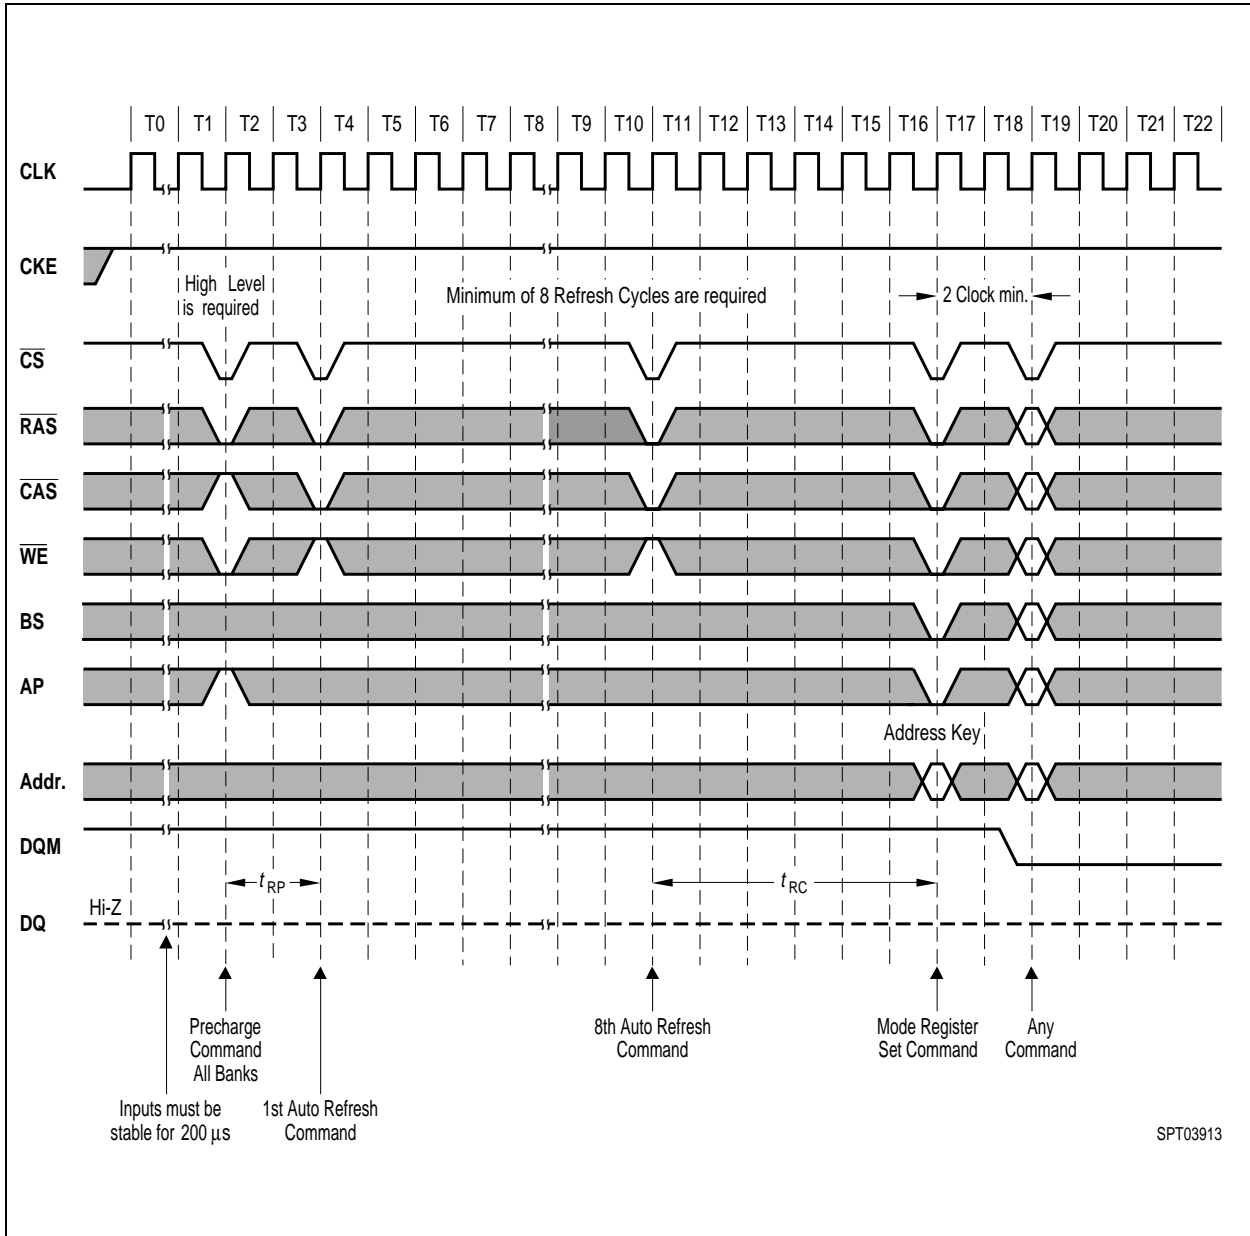 T0 T1 T2 T3 T4 T5 T6 T7 T8 T9 T10 T11 T12 T13 T14 T15 T16 T17 T18 T19 T20 T21 T22
CLK
CKE
High Level
is required
Minimum of 8 Refresh Cycles are required
2 Clock min.
CS
RAS
CAS
WE
BS
AP
Address Key
Addr.
DQM
t RP
t RC
Hi-Z
DQ
Precharge
Command
All Banks
8th Auto Refresh
Command
Mode Register
Set Command
Any
Command
Inputs must be
stable for 200 µs
1st Auto Refresh
Command
SPT03913